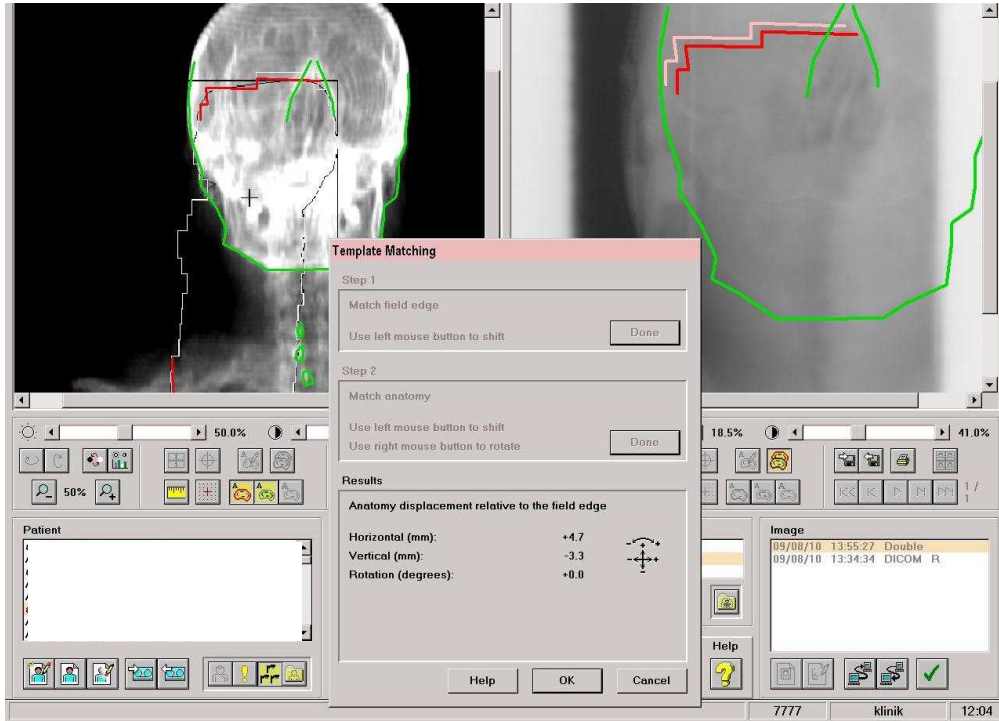 Template Matching
Step 1
Match field edge
Use left mouse button to shift
Done
Step 2
Match anatomy
Use left mouse button to shift
Use right mouse button to rotate
Done
Results
Anatomy displacement relative to the field edge
Horizontal (mm): +4.7
Vertical (mm): -3.3
Rotation (degrees): +0.0
Help OK Cancel
50.0%
18.5% 41.0%
50%
1 / 1
Patient
Help
Image
09/08/10 13:55:27 Double
09/08/10 13:34:34 DICOM R
7777 klinik 12:04